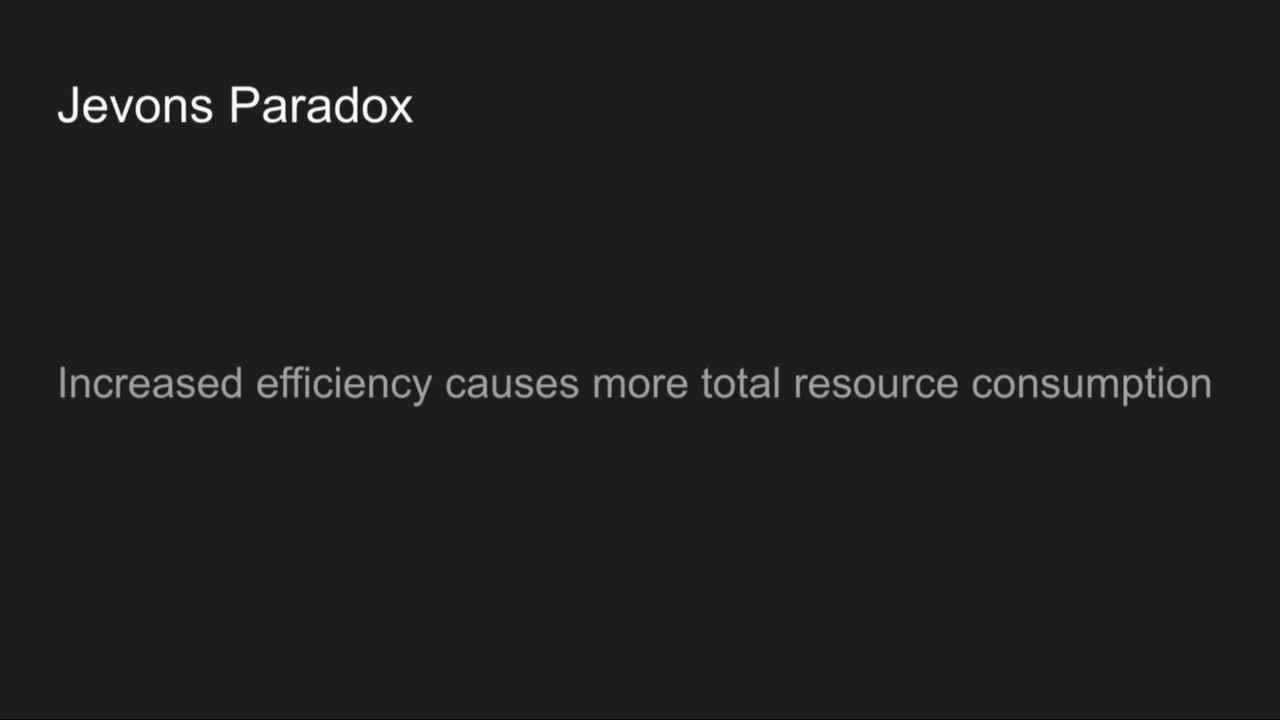 Jevons Paradox
Increased efficiency causes more total resource consumption